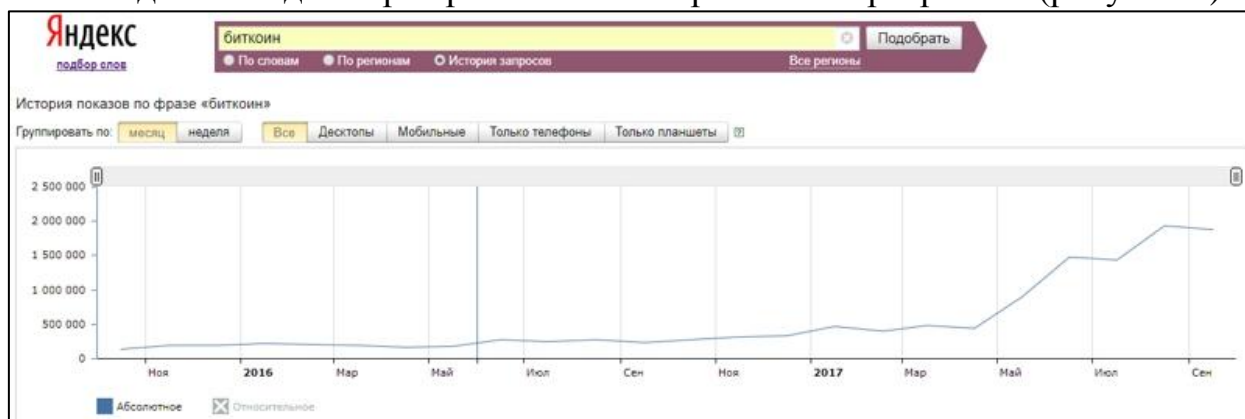 Яндекс
подбор слов
биткоин
Подобрать
По словам По регионам История запросов Все регионы
История показов по фразе «биткоин»
Группировать по: месяц неделя Все Десктопы Мобильные Только телефоны Только планшеты [?]
2 500 000
2 000 000
1 500 000
1 000 000
500 000
0
Ноя 2016 Мар Май Июл Сен Ноя 2017 Мар Май Июл Сен
Абсолютное Относительное